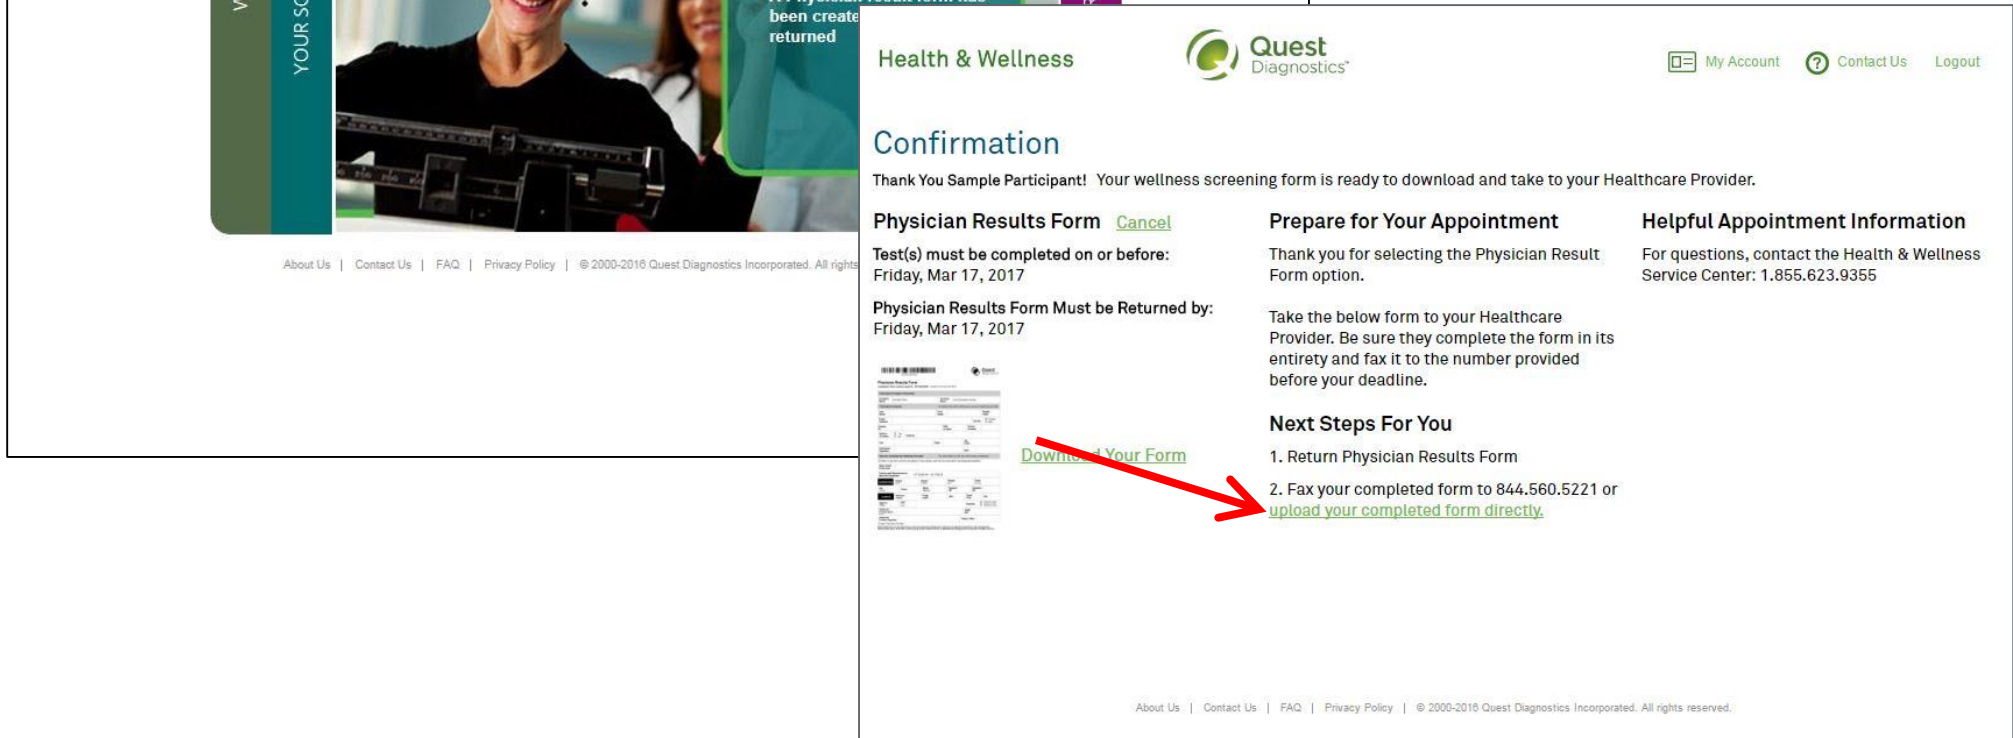 YOUR SC
been create
returned
About Us | Contact Us | FAQ | Privacy Policy | © 2000-2016 Quest Diagnostics Incorporated. All rights
Health & Wellness
Quest
Diagnostics™
My Account
? Contact Us
Logout
Confirmation
Thank You Sample Participant! Your wellness screening form is ready to download and take to your Healthcare Provider.
Physician Results Form Cancel
Test(s) must be completed on or before:
Friday, Mar 17, 2017
Physician Results Form Must be Returned by:
Friday, Mar 17, 2017
Physician Results Form
Download Your Form
Prepare for Your Appointment
Thank you for selecting the Physician Result
Form option.
Take the below form to your Healthcare
Provider. Be sure they complete the form in its
entirety and fax it to the number provided
before your deadline.
Next Steps For You
1. Return Physician Results Form
2. Fax your completed form to 844.560.5221 or
upload your completed form directly.
Helpful Appointment Information
For questions, contact the Health & Wellness
Service Center: 1.855.623.9355
About Us | Contact Us | FAQ | Privacy Policy | © 2000-2016 Quest Diagnostics Incorporated. All rights reserved.